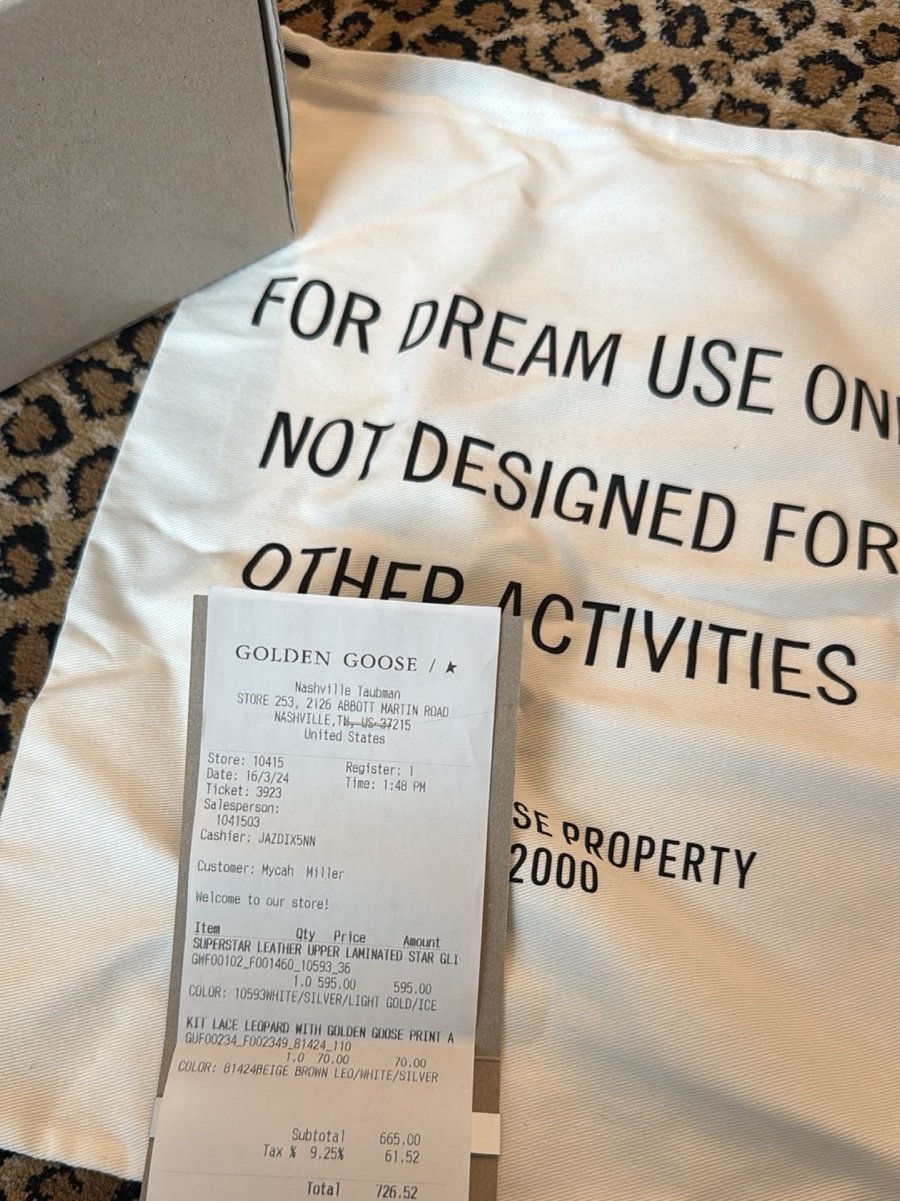 FOR DREAM USE
NOT DESIGNED FOR
OTHER ACTIVITIES
PROPERTY
2000
GOLDEN GOOSE /
Nashville Taubman
STORE 253, 2126 ABBOTT MARTIN ROAD
NASHVILLE,TN, US-37215
United States
Store: 10415 Register: 1
Date: 16/3/24 Time: 1:48 PM
Ticket: 3923
Salesperson:
1041503
Cashier: JAZDIX5NN
Customer: Mycah Miller
Welcome to our store!
Item Qty Price Amount
SUPERSTAR LEATHER UPPER LAMINATED STAR GLI
GWF00102_F001460_10593_36
1.0 595.00 595.00
COLOR: 10593WHITE/SILVER/LIGHT GOLD/ICE
KIT LACE LEOPARD WITH GOLDEN GOOSE PRINT A
GUF00234_F002349_81424_110
1.0 70.00 70.00
COLOR: 81424BEIGE BROWN LEO/WHITE/SILVER
Subtotal 665.00
Tax % 9.25% 61.52
Total 726.52